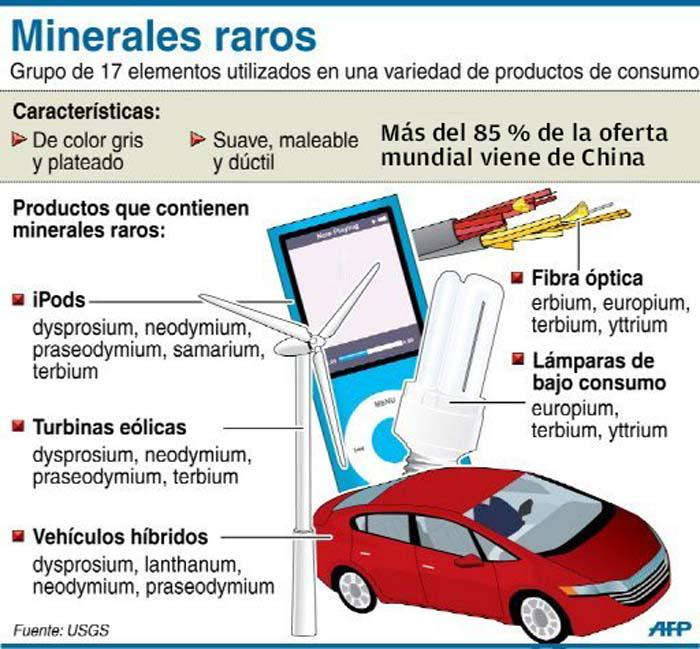 Minerales raros
Grupo de 17 elementos utilizados en una variedad de productos de consumo
Características:
De color gris
y plateado
Suave, maleable
y dúctil
Más del 85 % de la oferta
mundial viene de China
Productos que contienen
minerales raros:
Now Playing
MENU
iPods
dysprosium, neodymium,
praseodymium, samarium,
terbium
Turbinas eólicas
dysprosium, neodymium,
praseodymium, terbium
Vehículos híbridos
dysprosium, lanthanum,
neodymium, praseodymium
Fibra óptica
erbium, europium,
terbium, yttrium
Lámparas de
bajo consumo
europium,
terbium, yttrium
Fuente: USGS
AFP